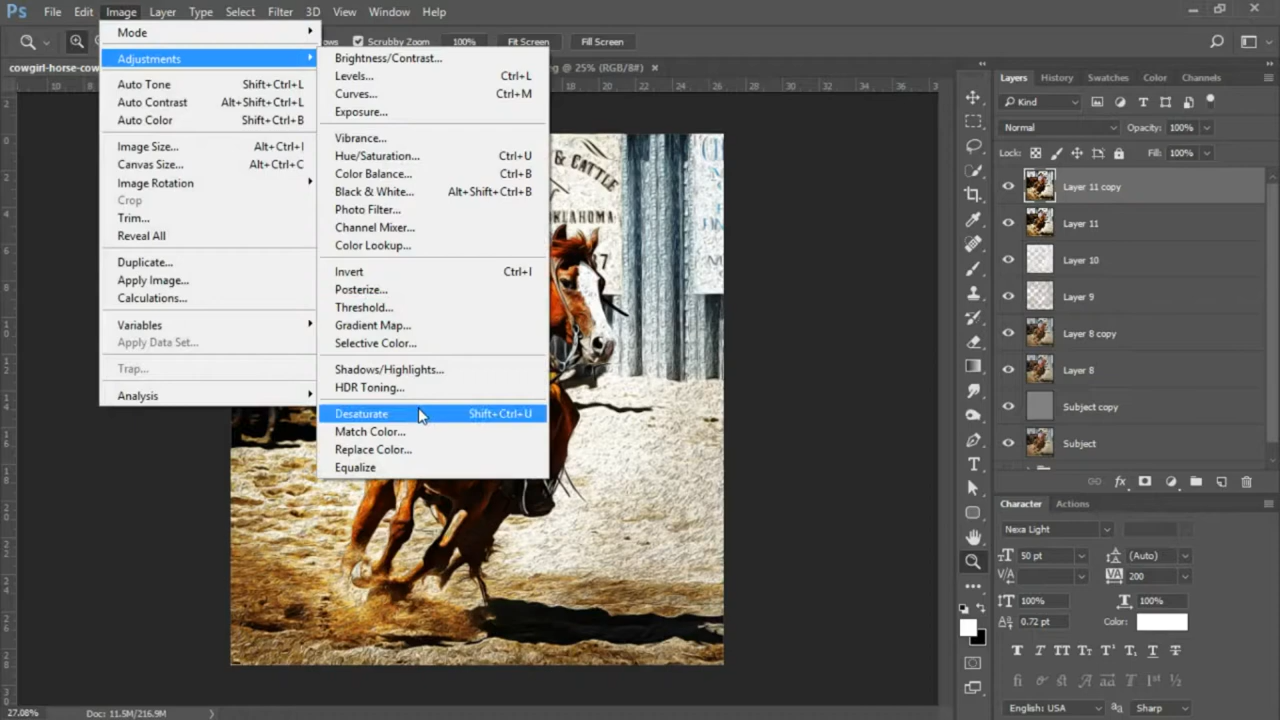 Ps File Edit Image Layer Type Select Filter 3D View Window Help
Scrubby Zoom 100% Fit Screen Fill Screen
cowgirl-horse-cow
@ 25% (RGB/8#) ×
Mode
Adjustments
Auto Tone Shift+Ctrl+L
Auto Contrast Alt+Shift+Ctrl+L
Auto Color Shift+Ctrl+B
Image Size... Alt+Ctrl+I
Canvas Size... Alt+Ctrl+C
Image Rotation
Crop
Trim...
Reveal All
Duplicate...
Apply Image...
Calculations...
Variables
Apply Data Set...
Trap...
Analysis
Brightness/Contrast...
Levels... Ctrl+L
Curves... Ctrl+M
Exposure...
Vibrance...
Hue/Saturation... Ctrl+U
Color Balance... Ctrl+B
Black & White... Alt+Shift+Ctrl+B
Photo Filter...
Channel Mixer...
Color Lookup...
Invert Ctrl+I
Posterize...
Threshold...
Gradient Map...
Selective Color...
Shadows/Highlights...
HDR Toning...
Desaturate Shift+Ctrl+U
Match Color...
Replace Color...
Equalize
& CATTLE
KLAHOMA
Layers History Swatches Color Channels
Kind
Normal Opacity: 100%
Lock: Fill: 100%
Layer 11 copy
Layer 11
Layer 10
Layer 9
Layer 8 copy
Layer 8
Subject copy
Subject
Character Actions
Nexa Light
50 pt (Auto)
200
100% 100%
0.72 pt Color:
English: USA Sharp
27.08% Doc: 11.5M/216.9M